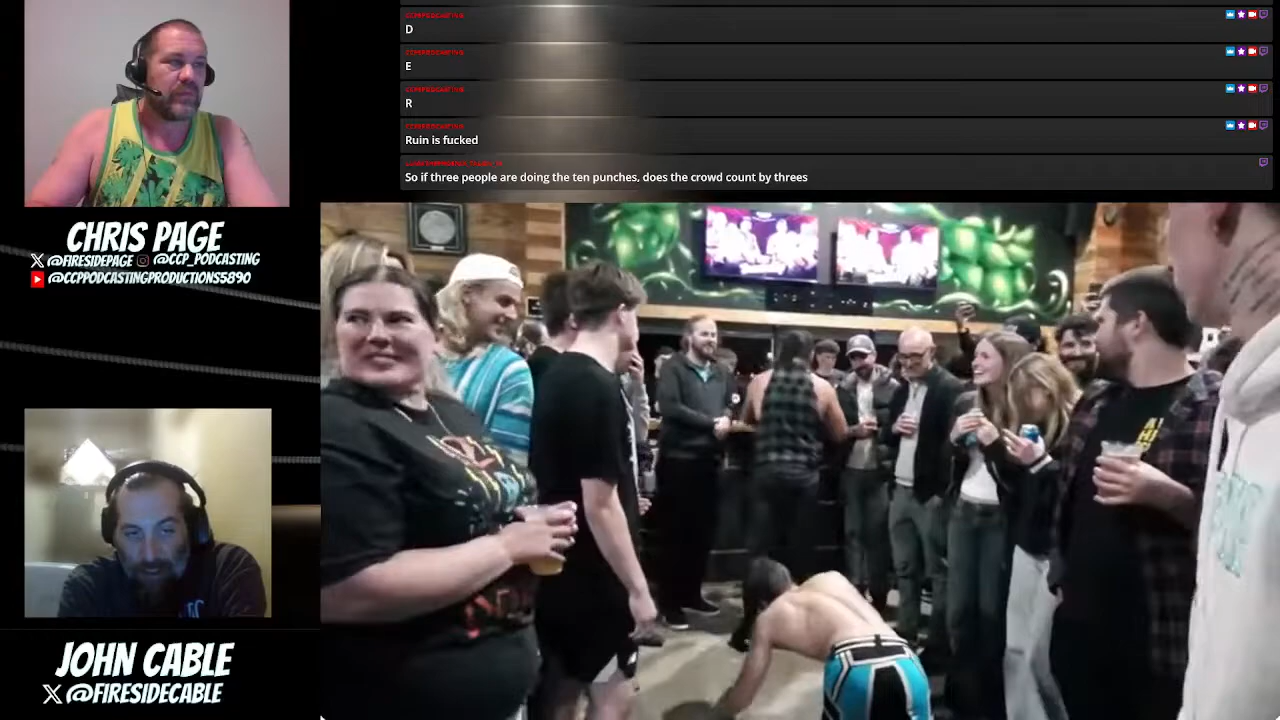 D
E
R
Ruin is fucked
So if three people are doing the ten punches, does the crowd count by threes
CHRIS PAGE
X @FIRESIDEPAGE @CCP_PODCASTING
@CCPPODCASTINGPRODUCTIONS5890
JOHN CABLE
X @FIRESIDECABLE